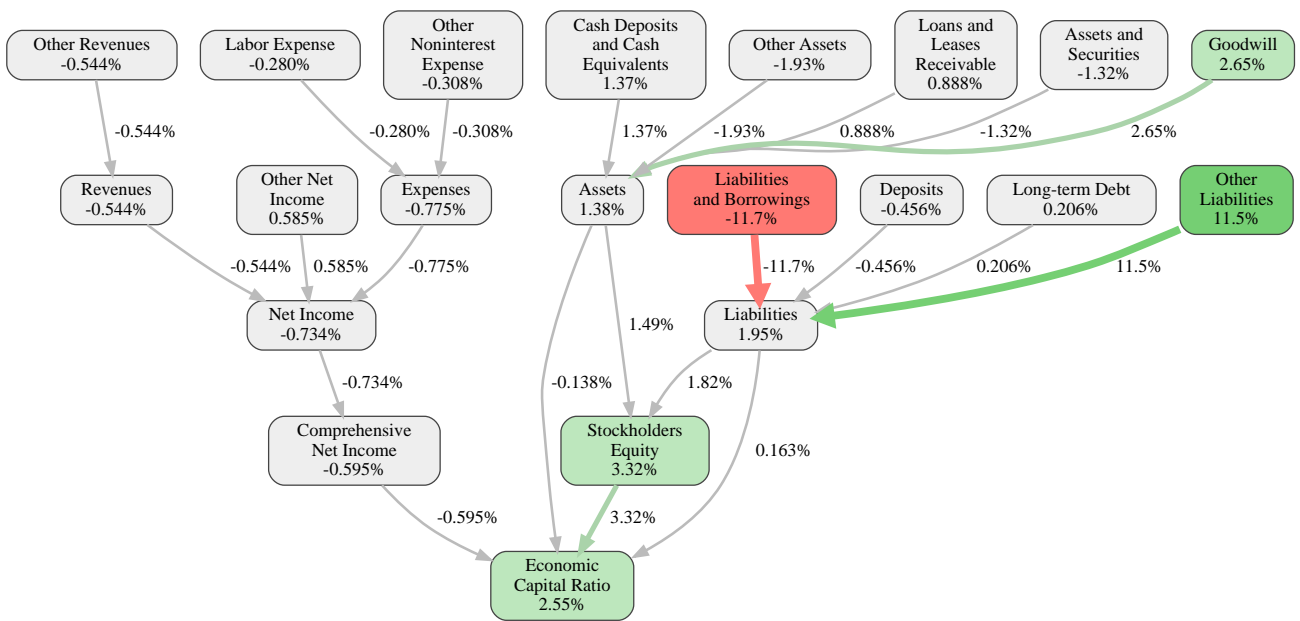 Other Revenues
-0.544%
Labor Expense
-0.280%
Other
Noninterest
Expense
-0.308%
Cash Deposits
and Cash
Equivalents
1.37%
Other Assets
-1.93%
Loans and
Leases
Receivable
0.888%
Assets and
Securities
-1.32%
Goodwill
2.65%
-0.544%
-0.280%
-0.308%
1.37%
-1.93%
0.888%
-1.32%
2.65%
Revenues
-0.544%
Other Net
Income
0.585%
Expenses
-0.775%
Assets
1.38%
Liabilities
and Borrowings
-11.7%
Deposits
-0.456%
Long-term Debt
0.206%
Other
Liabilities
11.5%
-0.544%
0.585%
-0.775%
-11.7%
-0.456%
0.206%
11.5%
Net Income
-0.734%
1.49%
Liabilities
1.95%
-0.734%
-0.138%
1.82%
Comprehensive
Net Income
-0.595%
Stockholders
Equity
3.32%
0.163%
-0.595%
3.32%
Economic
Capital Ratio
2.55%